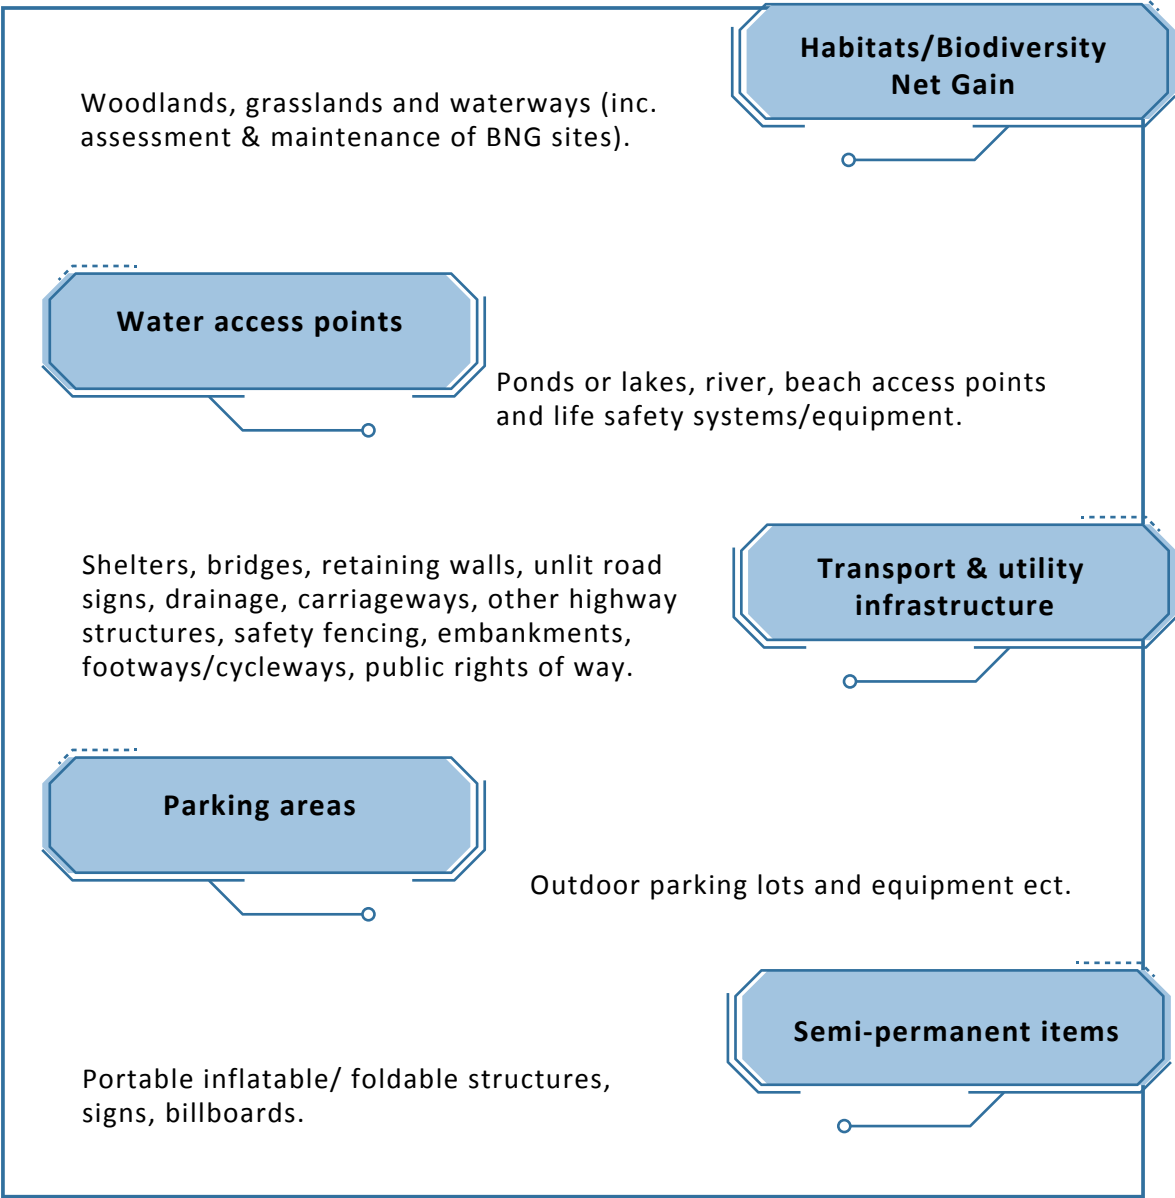 Habitats/Biodiversity
Net Gain
Woodlands, grasslands and waterways (inc.
assessment & maintenance of BNG sites).
Water access points
Ponds or lakes, river, beach access points
and life safety systems/equipment.
Transport & utility
infrastructure
Shelters, bridges, retaining walls, unlit road
signs, drainage, carriageways, other highway
structures, safety fencing, embankments,
footways/cycleways, public rights of way.
Parking areas
Outdoor parking lots and equipment ect.
Semi-permanent items
Portable inflatable/ foldable structures,
signs, billboards.